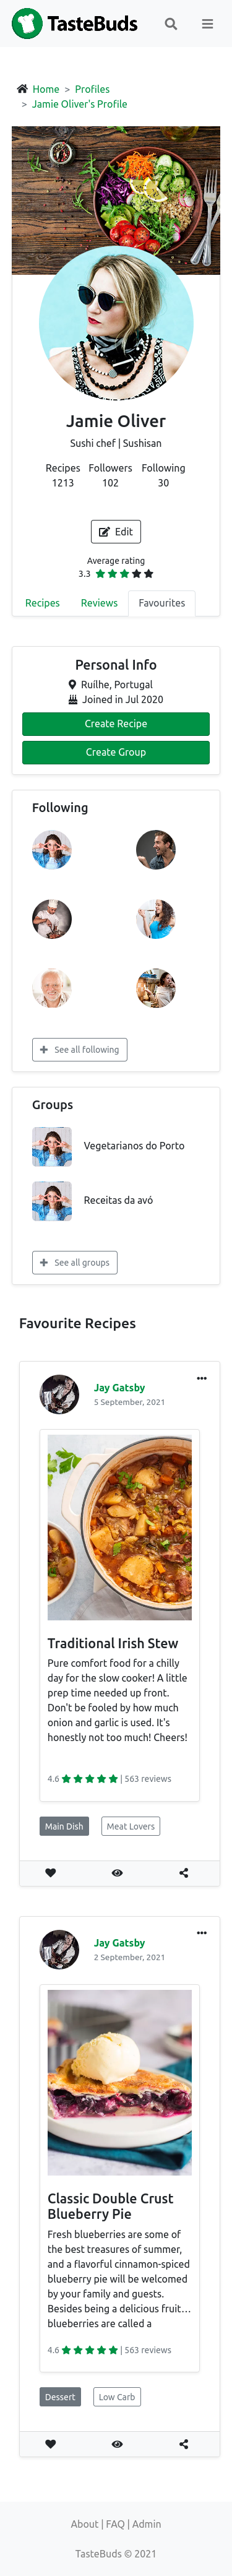 TasteBuds
Home > Profiles
> Jamie Oliver's Profile
Jamie Oliver
Sushi chef | Sushisan
Recipes Followers Following
1213 102 30
Edit
Average rating
3.3
Recipes Reviews Favourites
Personal Info
Ruílhe, Portugal
Joined in Jul 2020
Create Recipe
Create Group
Following
See all following
Groups
Vegetarianos do Porto
Receitas da avó
See all groups
Favourite Recipes
Jay Gatsby
5 September, 2021
Traditional Irish Stew
Pure comfort food for a chilly
day for the slow cooker! A little
prep time needed up front.
Don't be fooled by how much
onion and garlic is used. It's
honestly not too much! Cheers!
4.6 | 563 reviews
Main Dish Meat Lovers
Jay Gatsby
2 September, 2021
Classic Double Crust
Blueberry Pie
Fresh blueberries are some of
the best treasures of summer,
and a flavorful cinnamon-spiced
blueberry pie will be welcomed
by your family and guests.
Besides being a delicious fruit…
blueberries are called a
4.6 | 563 reviews
Dessert Low Carb
About | FAQ | Admin
TasteBuds © 2021